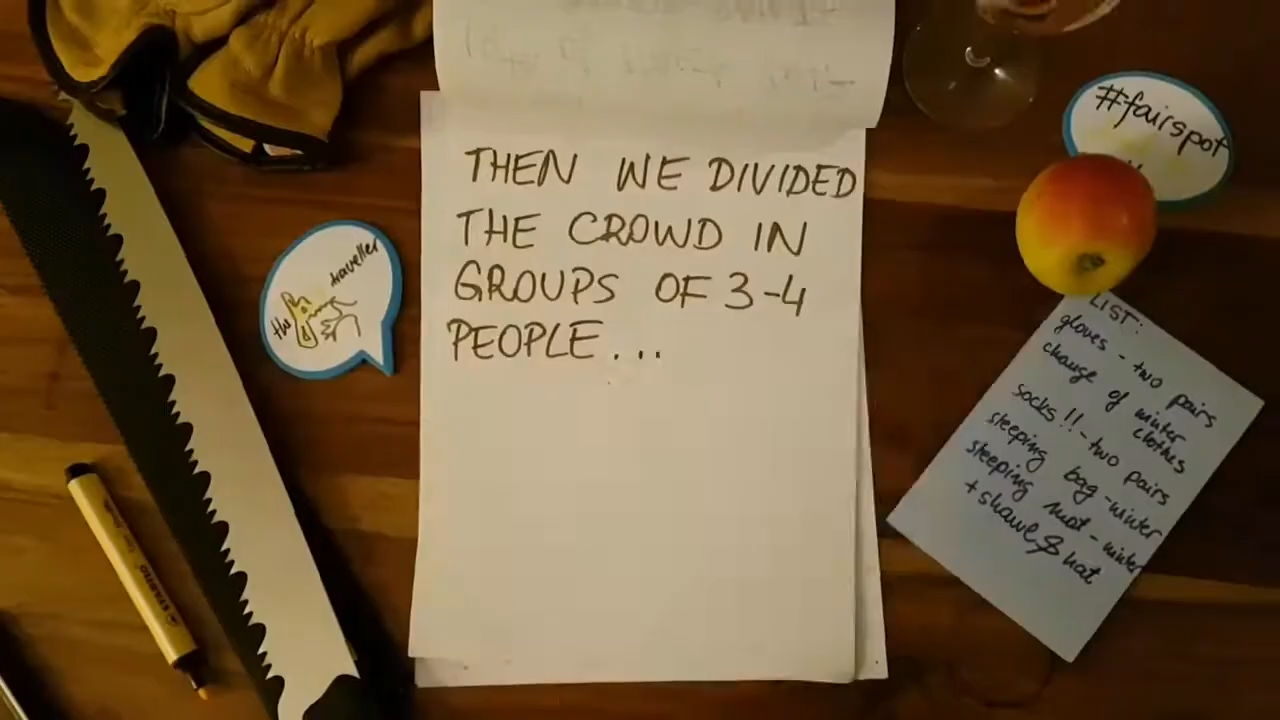 THEN WE DIVIDED
THE CROWD IN
GROUPS OF 3-4
PEOPLE...
the traveller
#fairspot
LIST:
gloves - two pairs
change of winter
clothes
socks!! - two pairs
sleeping bag - winter
sleeping mat - winter
+ shawl & hat
STABILO